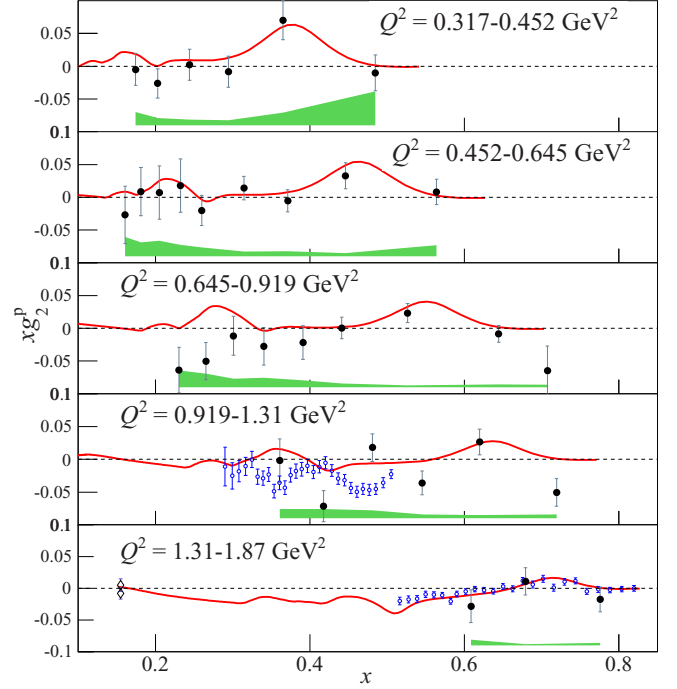 Q² = 0.317-0.452 GeV²
0.05
0
-0.05
0.1
Q² = 0.452-0.645 GeV²
0.05
0
-0.05
0.1
Q² = 0.645-0.919 GeV²
0.05
0
-0.05
0.1
Q² = 0.919-1.31 GeV²
0.05
0
-0.05
0.1
Q² = 1.31-1.87 GeV²
0.05
0
-0.05
-0.1
0.2 0.4 0.6 0.8
x
xg₂ᵖ